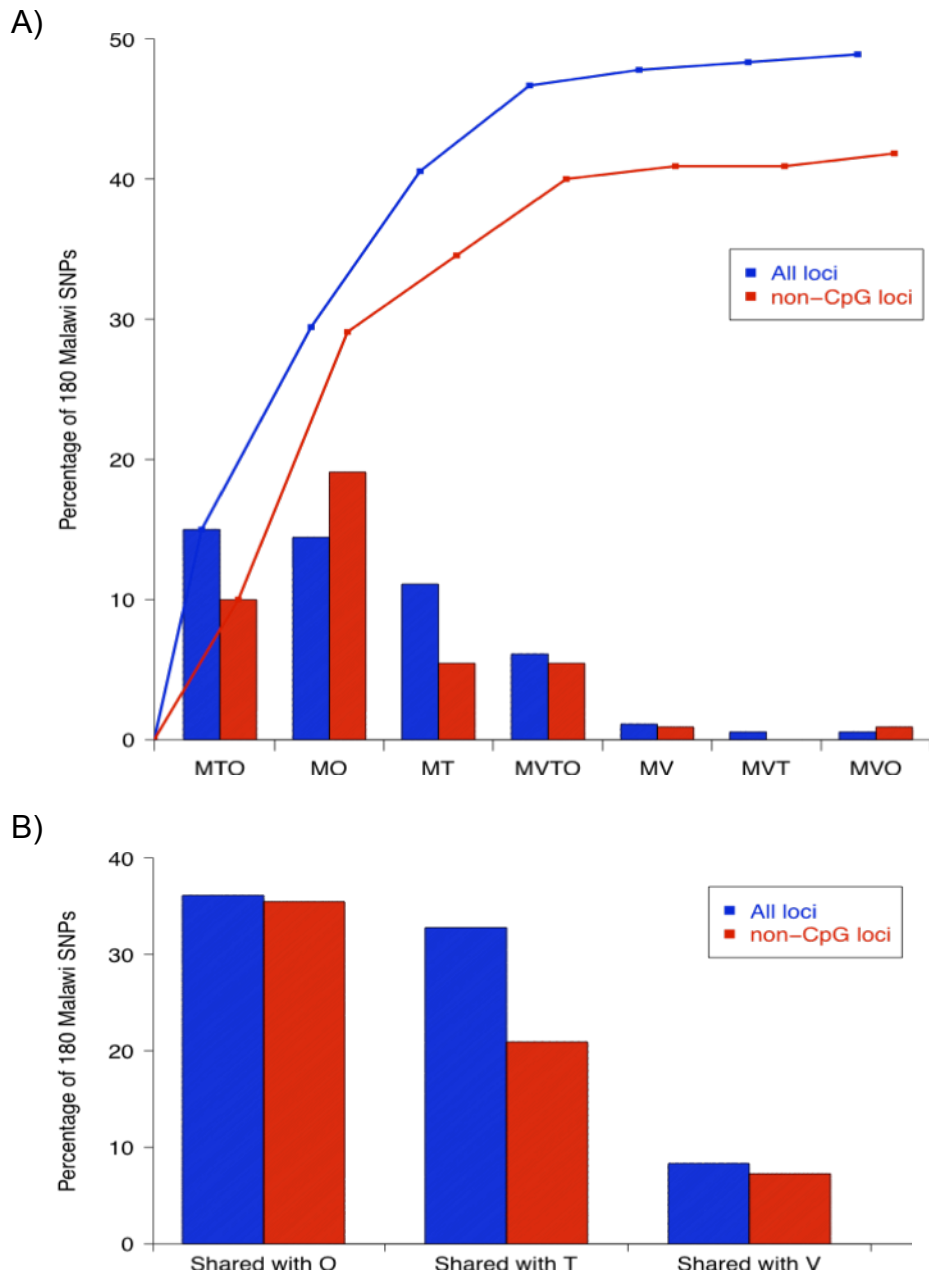 A)
50
40
30
20
10
0
Percentage of 180 Malawi SNPs
All loci
non-CpG loci
MTO MO MT MVTO MV MVT MVO
B)
40
30
20
10
0
Percentage of 180 Malawi SNPs
All loci
non-CpG loci
Shared with O Shared with T Shared with V